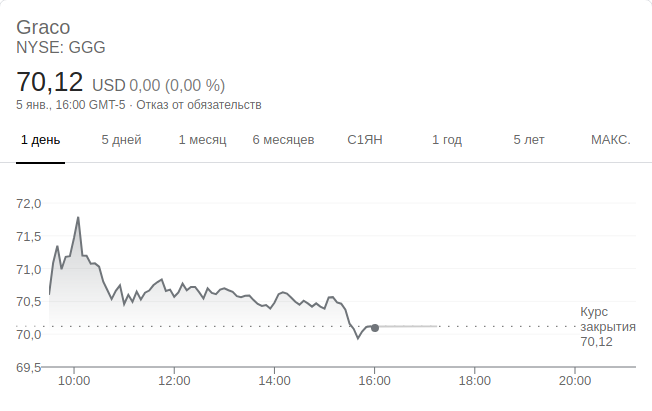 Graco
NYSE: GGG
70,12 USD 0,00 (0,00 %)
5 янв., 16:00 GMT-5 · Отказ от обязательств
1 день 5 дней 1 месяц 6 месяцев С1ЯН 1 год 5 лет МАКС.
72,0
71,5
71,0
70,5
70,0
69,5
Курс
закрытия
70,12
10:00 12:00 14:00 16:00 18:00 20:00